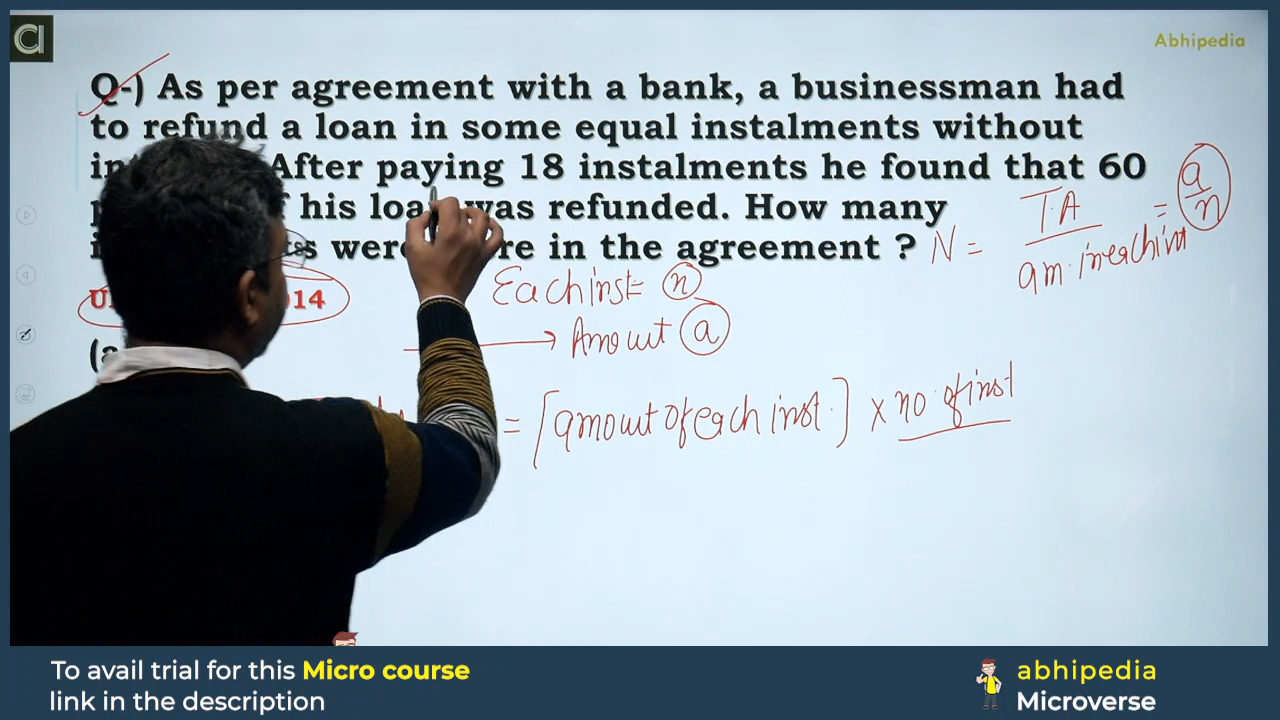 Abhipedia
Q-) As per agreement with a bank, a businessman had
to refund a loan in some equal instalments without
After paying 18 instalments he found that 60
his loan was refunded. How many
were there in the agreement ?
N = T.A / am. in each inst = a/n
14
Each inst = n
→ Amount a
= [amount of each inst.] × no. of inst
To avail trial for this Micro course
link in the description
abhipedia
Microverse